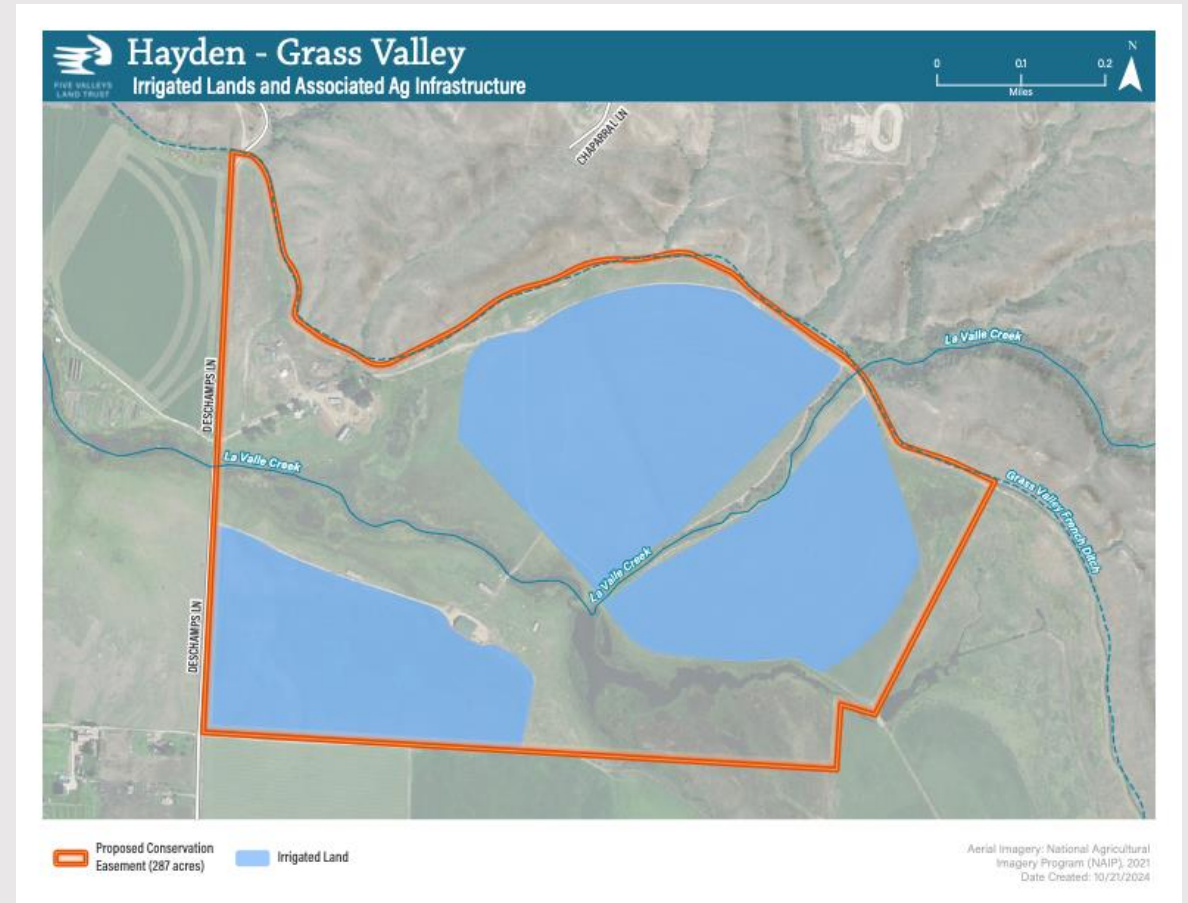 Hayden - Grass Valley
Irrigated Lands and Associated Ag Infrastructure
FIVE VALLEYS
LAND TRUST
0
0.1
0.2
Miles
N
CHAPARRAL LN
La Valle Creek
DESCHAMPS LN
La Valle Creek
Grass Valley French Ditch
La Valle Creek
DESCHAMPS LN
Proposed Conservation
Easement (287 acres)
Irrigated Land
Aerial Imagery: National Agricultural
Imagery Program (NAIP), 2021
Date Created: 10/21/2024